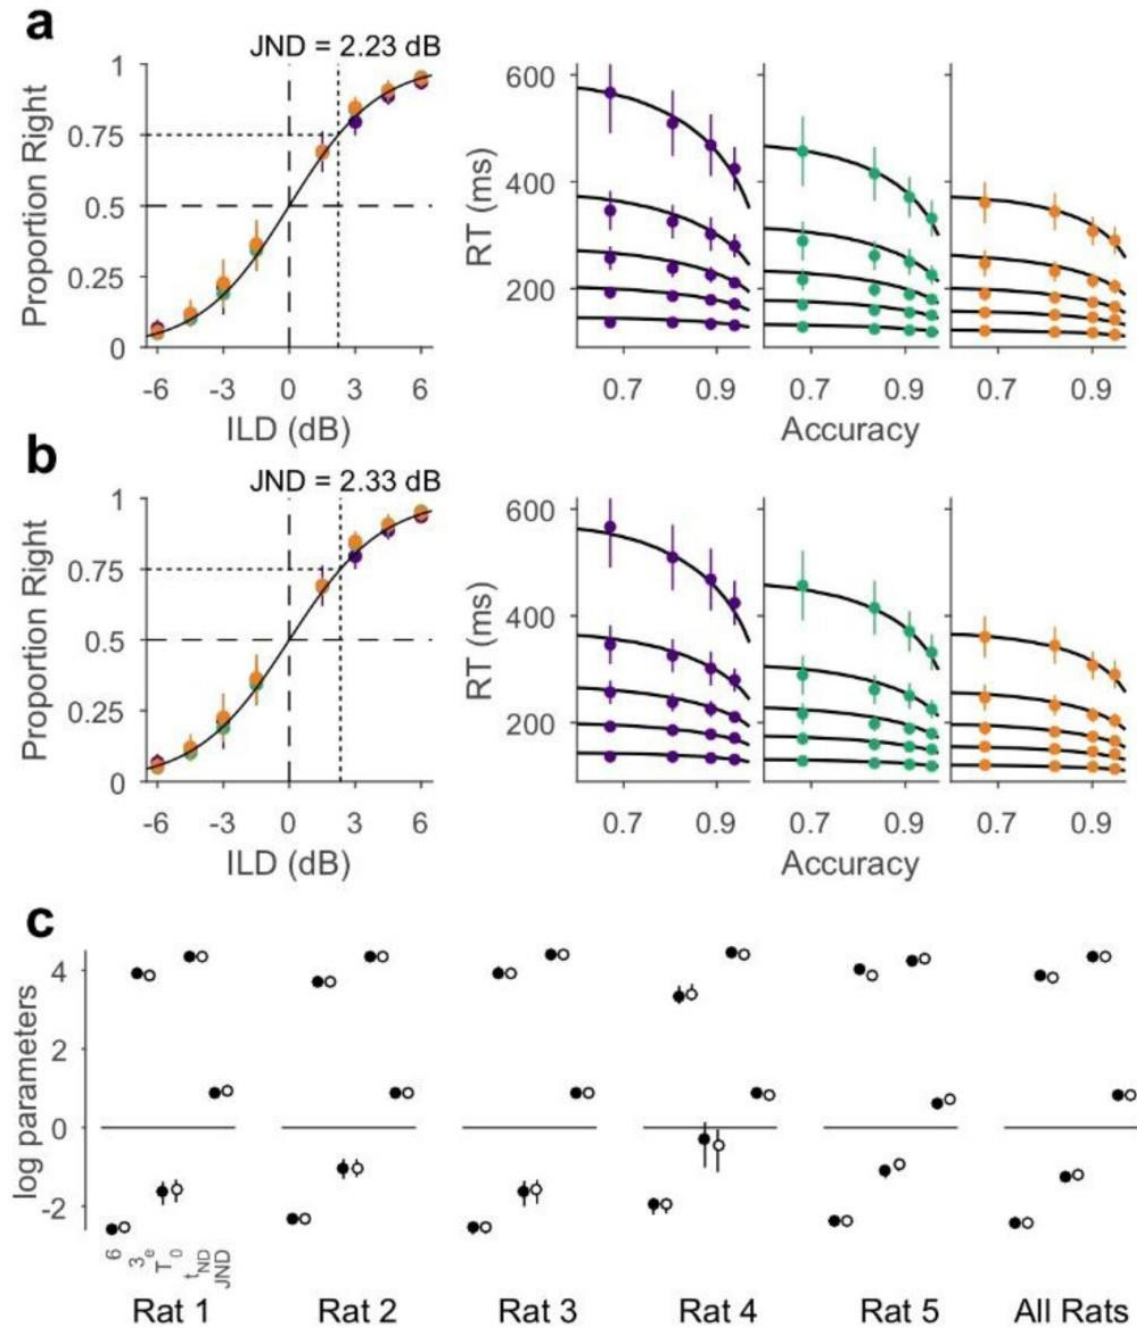 a
JND = 2.23 dB
1
0.75
0.5
0.25
0
Proportion Right
-6 -3 0 3 6
ILD (dB)
600
400
200
RT (ms)
0.7 0.9 0.7 0.9 0.7 0.9
Accuracy
b
JND = 2.33 dB
1
0.75
0.5
0.25
0
Proportion Right
-6 -3 0 3 6
ILD (dB)
600
400
200
RT (ms)
0.7 0.9 0.7 0.9 0.7 0.9
Accuracy
c
4
2
0
-2
log parameters
6
3e
T0
tND
JND
Rat 1 Rat 2 Rat 3 Rat 4 Rat 5 All Rats